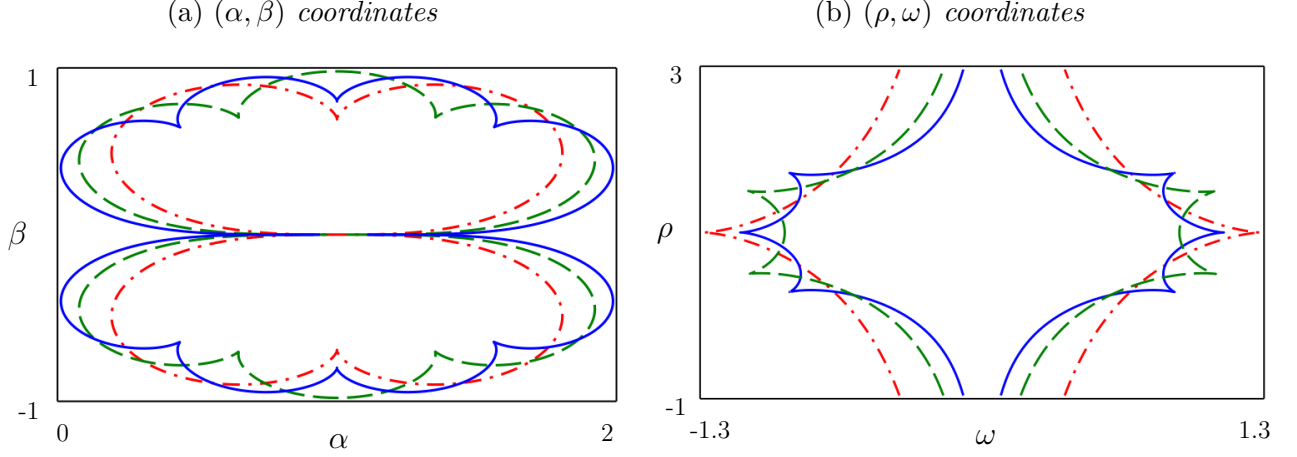 (a) (α, β) coordinates
(b) (ρ, ω) coordinates
1
β
-1
0
α
2
3
ρ
-1
-1.3
ω
1.3